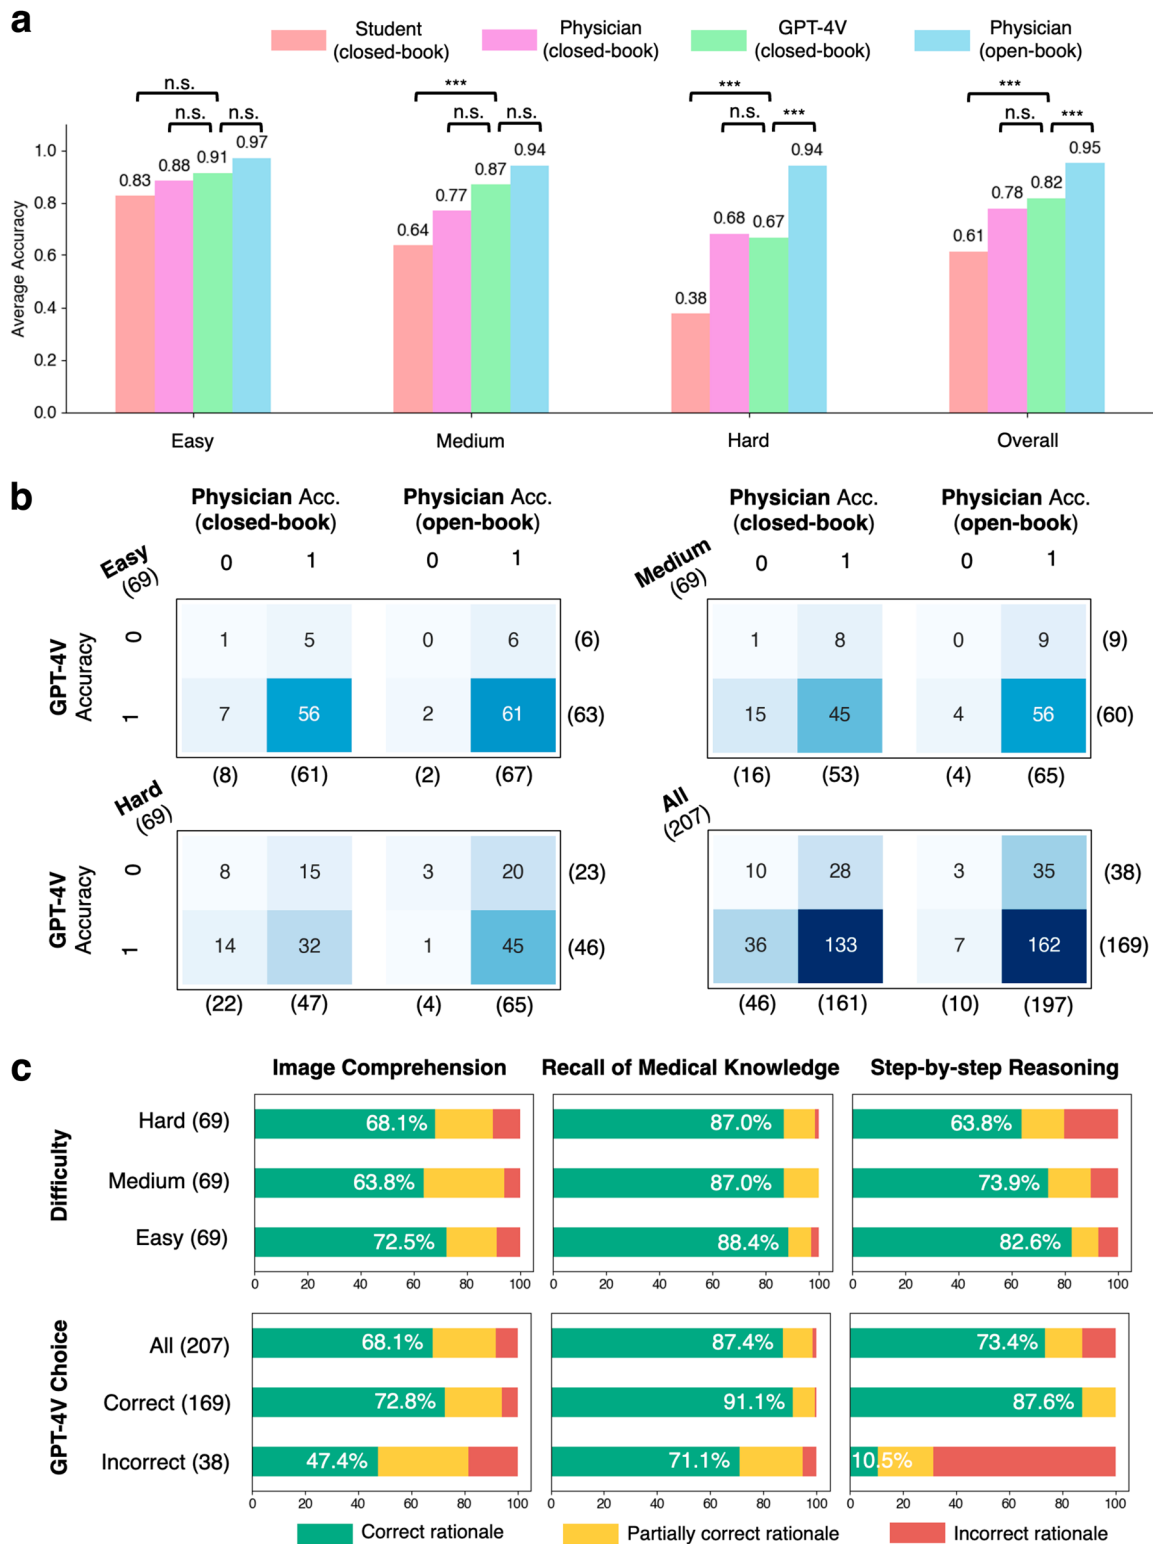 a
Student
(closed-book)
Physician
(closed-book)
GPT-4V
(closed-book)
Physician
(open-book)
n.s.
n.s. n.s.
***
n.s. n.s.
***
n.s. ***
***
n.s. ***
Average Accuracy
1.0
0.8
0.6
0.4
0.2
0.0
0.83 0.88 0.91 0.97
0.64 0.77 0.87 0.94
0.38 0.68 0.67 0.94
0.61 0.78 0.82 0.95
Easy Medium Hard Overall
b
Physician Acc.
(closed-book)
Physician Acc.
(open-book)
Physician Acc.
(closed-book)
Physician Acc.
(open-book)
Easy
(69)
0 1 0 1
GPT-4V
Accuracy
0 1 5 0 6 (6)
1 7 56 2 61 (63)
(8) (61) (2) (67)
Medium
(69)
0 1 0 1
1 8 0 9 (9)
15 45 4 56 (60)
(16) (53) (4) (65)
Hard
(69)
GPT-4V
Accuracy
0 8 15 3 20 (23)
1 14 32 1 45 (46)
(22) (47) (4) (65)
All
(207)
10 28 3 35 (38)
36 133 7 162 (169)
(46) (161) (10) (197)
c
Image Comprehension Recall of Medical Knowledge Step-by-step Reasoning
Difficulty
Hard (69) 68.1% 87.0% 63.8%
Medium (69) 63.8% 87.0% 73.9%
Easy (69) 72.5% 88.4% 82.6%
0 20 40 60 80 100 0 20 40 60 80 100 0 20 40 60 80 100
GPT-4V Choice
All (207) 68.1% 87.4% 73.4%
Correct (169) 72.8% 91.1% 87.6%
Incorrect (38) 47.4% 71.1% 10.5%
0 20 40 60 80 100 0 20 40 60 80 100 0 20 40 60 80 100
Correct rationale Partially correct rationale Incorrect rationale